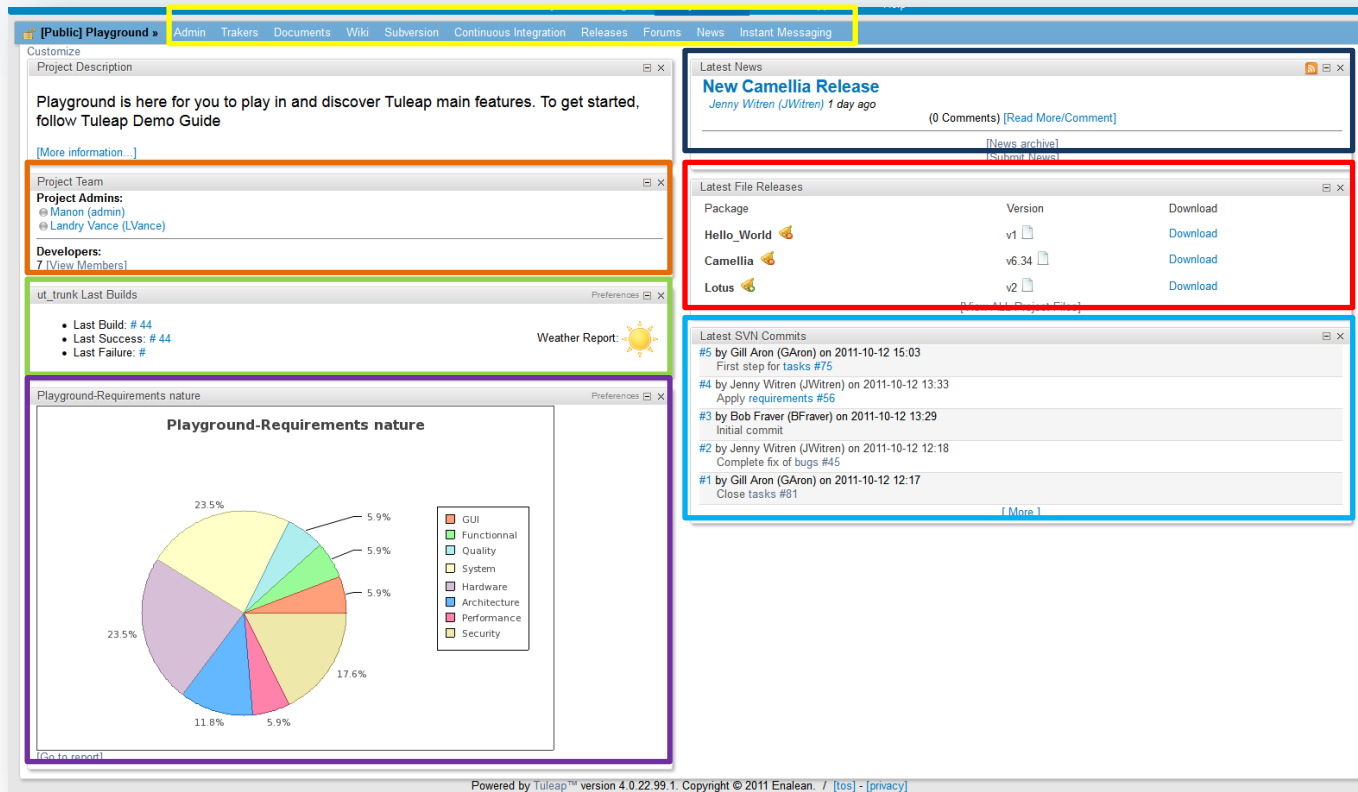 Help
[Public] Playground » Admin Trakers Documents Wiki Subversion Continuous Integration Releases Forums News Instant Messaging
Customize
Project Description
Playground is here for you to play in and discover Tuleap main features. To get started,
follow Tuleap Demo Guide
[More information...]
Project Team
Project Admins:
Manon (admin)
Landry Vance (LVance)
Developers:
7 [View Members]
ut_trunk Last Builds Preferences
Last Build: # 44
Last Success: # 44
Last Failure: #
Weather Report:
Playground-Requirements nature Preferences
Playground-Requirements nature
23.5%
5.9%
5.9%
5.9%
23.5%
17.6%
11.8%
5.9%
GUI
Functionnal
Quality
System
Hardware
Architecture
Performance
Security
[Go to report]
Latest News
New Camellia Release
Jenny Witren (JWitren) 1 day ago
(0 Comments) [Read More/Comment]
[News archive]
[Submit News]
Latest File Releases
Package Version Download
Hello_World v1 Download
Camellia v6.34 Download
Lotus v2 Download
[View ALL Project Files]
Latest SVN Commits
#5 by Gill Aron (GAron) on 2011-10-12 15:03
First step for tasks #75
#4 by Jenny Witren (JWitren) on 2011-10-12 13:33
Apply requirements #56
#3 by Bob Fraver (BFraver) on 2011-10-12 13:29
Initial commit
#2 by Jenny Witren (JWitren) on 2011-10-12 12:18
Complete fix of bugs #45
#1 by Gill Aron (GAron) on 2011-10-12 12:17
Close tasks #81
[ More ]
Powered by Tuleap™ version 4.0.22.99.1. Copyright © 2011 Enalean. / [tos] - [privacy]